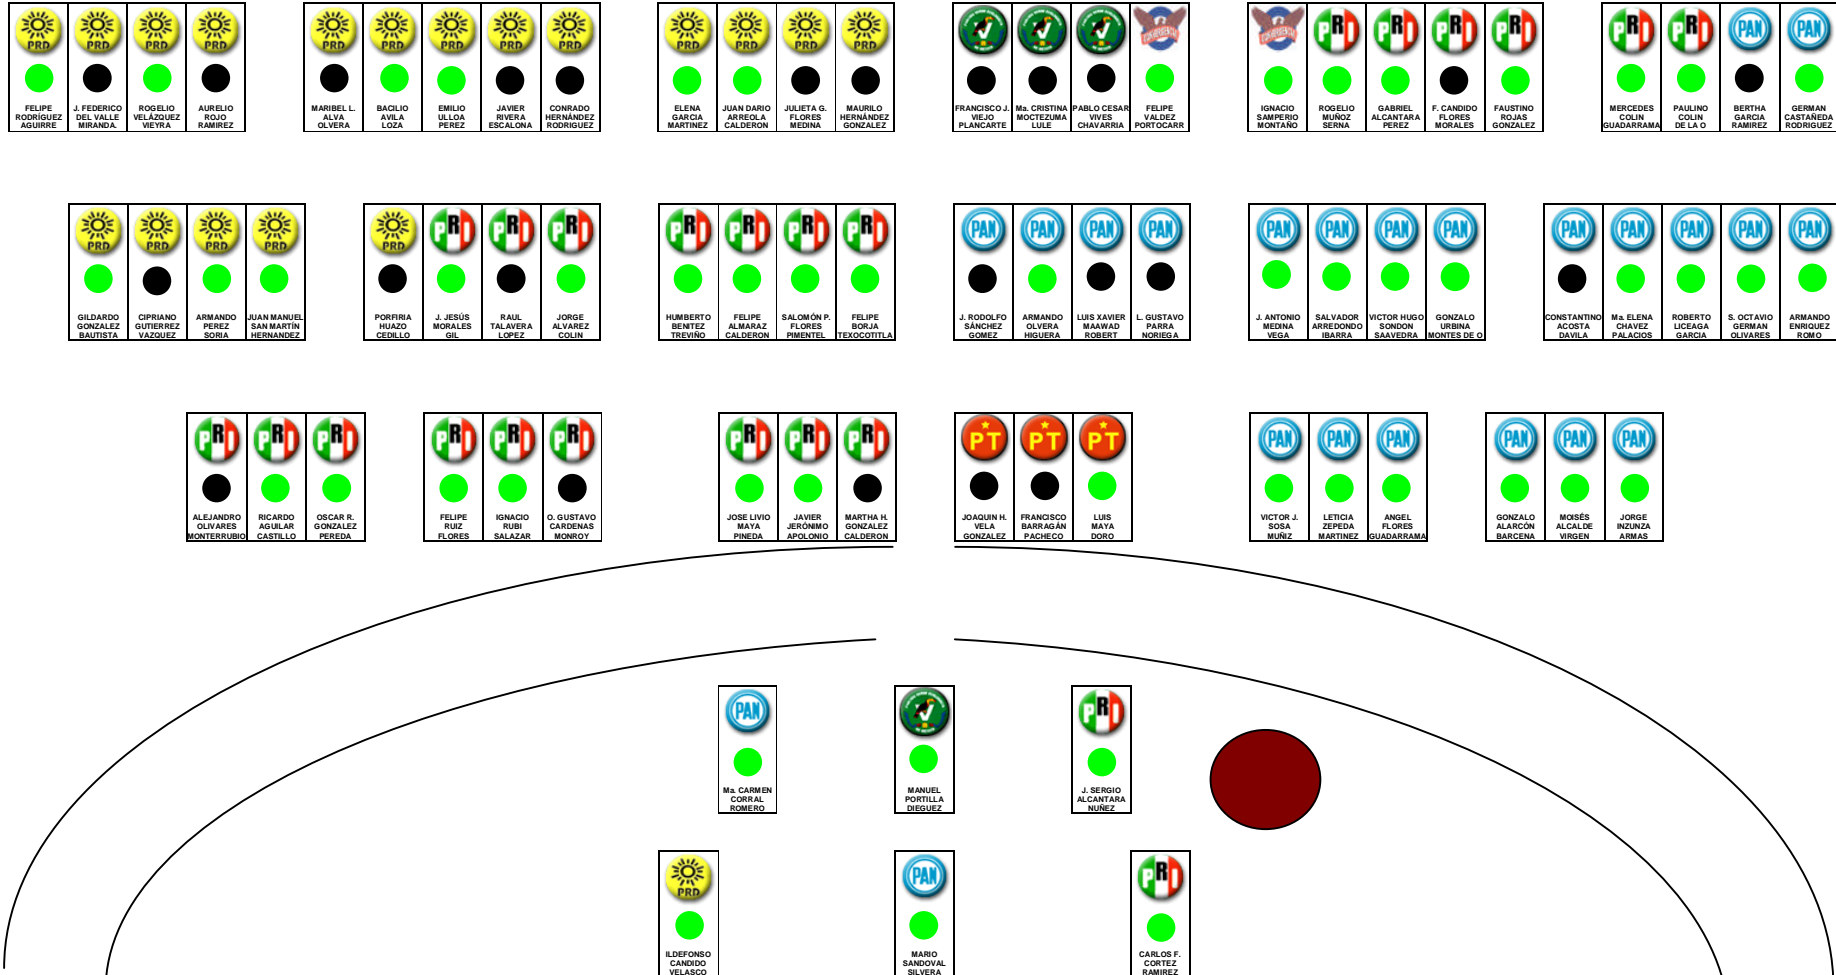 PRD PRD PRD PRD
FELIPE RODRÍGUEZ AGUIRRE
J. FEDERICO DEL VALLE MIRANDA.
ROGELIO VELÁZQUEZ VIEYRA
AURELIO ROJO RAMIREZ
PRD PRD PRD PRD PRD
MARIBEL L. ALVA OLVERA
BACILIO AVILA LOZA
EMILIO ULLOA PEREZ
JAVIER RIVERA ESCALONA
CONRADO HERNÁNDEZ RODRIGUEZ
PRD PRD PRD PRD
ELENA GARCIA MARTINEZ
JUAN DARIO ARREOLA CALDERON
JULIETA G. FLORES MEDINA
MAURILO HERNÁNDEZ GONZALEZ
CONVERGENCIA
FRANCISCO J. VIEJO PLANCARTE
Ma. CRISTINA MOCTEZUMA LULE
PABLO CESAR VIVES CHAVARRIA
FELIPE VALDEZ PORTOCARR
CONVERGENCIA PRI PRI PRI PRI
IGNACIO SAMPERIO MONTAÑO
ROGELIO MUÑOZ SERNA
GABRIEL ALCANTARA PEREZ
F. CANDIDO FLORES MORALES
FAUSTINO ROJAS GONZALEZ
PRI PRI PAN PAN
MERCEDES COLIN GUADARRAMA
PAULINO COLIN DE LA O
BERTHA GARCIA RAMIREZ
GERMAN CASTAÑEDA RODRIGUEZ
PRD PRD PRD PRD
GILDARDO GONZALEZ BAUTISTA
CIPRIANO GUTIERREZ VAZQUEZ
ARMANDO PEREZ SORIA
JUAN MANUEL SAN MARTÍN HERNANDEZ
PRD PRI PRI PRI
PORFIRIA HUAZO CEDILLO
J. JESÚS MORALES GIL
RAUL TALAVERA LOPEZ
JORGE ALVAREZ COLIN
PRI PRI PRI PRI
HUMBERTO BENITEZ TREVIÑO
FELIPE ALMARAZ CALDERON
SALOMÓN P. FLORES PIMENTEL
FELIPE BORJA TEXOCOTITLA
PAN PAN PAN PAN
J. RODOLFO SÁNCHEZ GOMEZ
ARMANDO OLVERA HIGUERA
LUIS XAVIER MAAWAD ROBERT
L. GUSTAVO PARRA NORIEGA
PAN PAN PAN PAN
J. ANTONIO MEDINA VEGA
SALVADOR ARREDONDO IBARRA
VICTOR HUGO SONDON SAAVEDRA
GONZALO URBINA MONTES DE O
PAN PAN PAN PAN PAN
CONSTANTINO ACOSTA DAVILA
Ma. ELENA CHAVEZ PALACIOS
ROBERTO LICEAGA GARCIA
S. OCTAVIO GERMAN OLIVARES
ARMANDO ENRIQUEZ ROMO
PRI PRI PRI
ALEJANDRO OLIVARES MONTERRUBIO
RICARDO AGUILAR CASTILLO
OSCAR R. GONZALEZ PEREDA
PRI PRI PRI
FELIPE RUIZ FLORES
IGNACIO RUBI SALAZAR
O. GUSTAVO CARDENAS MONROY
PRI PRI PRI
JOSE LIVIO MAYA PINEDA
JAVIER JERÓNIMO APOLONIO
MARTHA H. GONZALEZ CALDERON
PT PT PT
JOAQUIN H. VELA GONZALEZ
FRANCISCO BARRAGÁN PACHECO
LUIS MAYA DORO
PAN PAN PAN
VICTOR J. SOSA MUÑIZ
LETICIA ZEPEDA MARTINEZ
ANGEL FLORES GUADARRAMA
PAN PAN PAN
GONZALO ALARCÓN BARCENA
MOISÉS ALCALDE VIRGEN
JORGE INZUNZA ARMAS
PAN
Ma. CARMEN CORRAL ROMERO
MANUEL PORTILLA DIEGUEZ
PRI
J. SERGIO ALCANTARA NUÑEZ
PRD
ILDEFONSO CANDIDO VELASCO
PAN
MARIO SANDOVAL SILVERA
PRI
CARLOS F. CORTEZ RAMIREZ